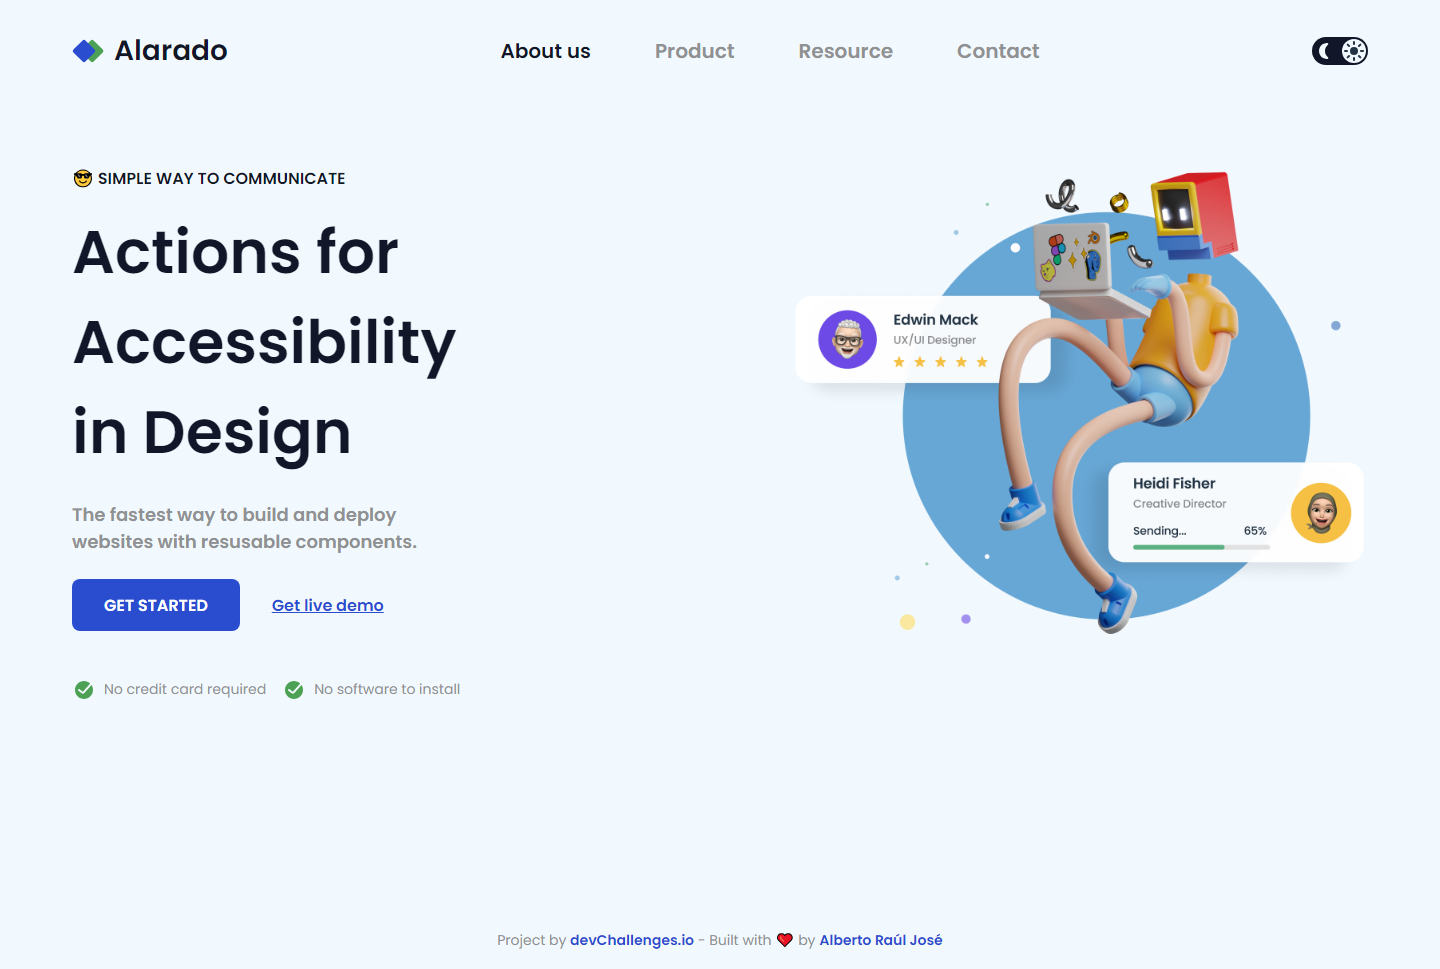 Alarado
About us Product Resource Contact
😎 SIMPLE WAY TO COMMUNICATE
Actions for
Accessibility
in Design
The fastest way to build and deploy
websites with resusable components.
GET STARTED Get live demo
No credit card required No software to install
Edwin Mack
UX/UI Designer
Heidi Fisher
Creative Director
Sending... 65%
Project by devChallenges.io - Built with ❤️ by Alberto Raúl José